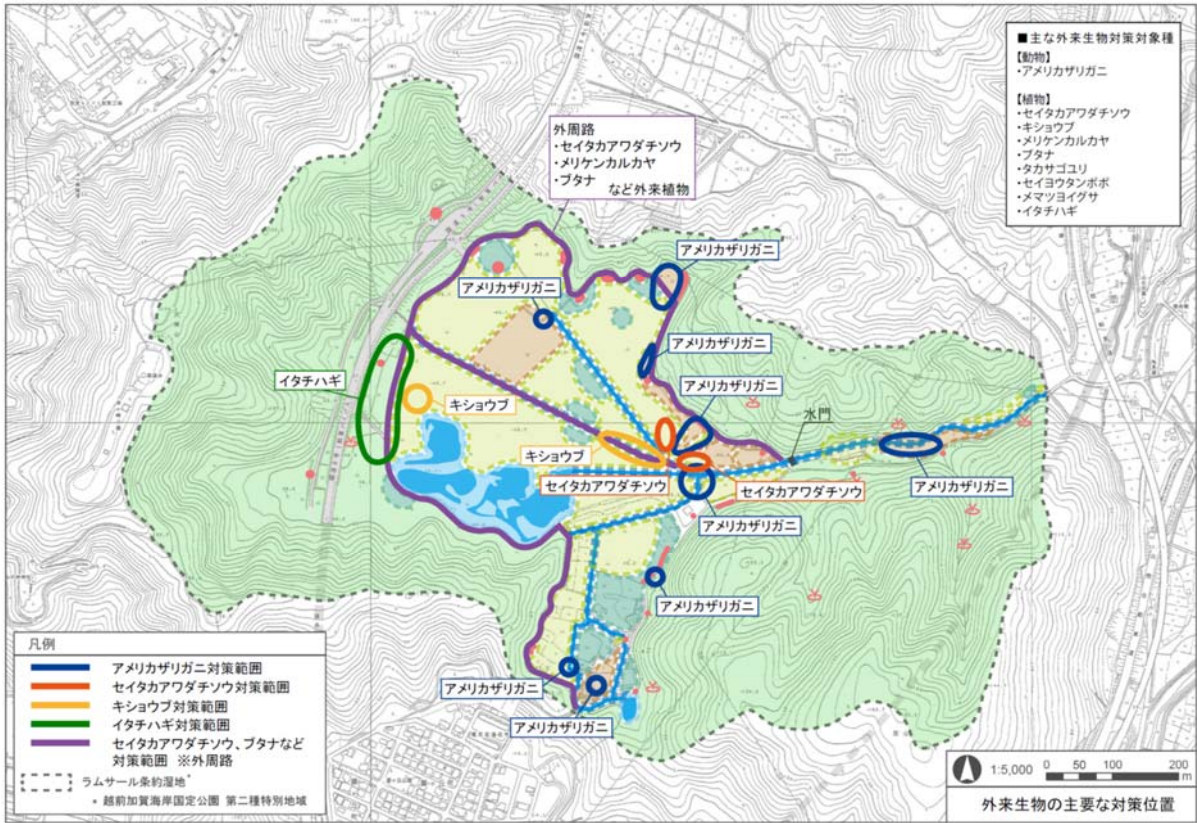 ■主な外来生物対策対象種
【動物】
・アメリカザリガニ
【植物】
・セイタカアワダチソウ
・キショウブ
・メリケンカルカヤ
・ブタナ
・タカサゴユリ
・セイヨウタンポポ
・メマツヨイグサ
・イタチハギ
外周路
・セイタカアワダチソウ
・メリケンカルカヤ
・ブタナ
など外来植物
アメリカザリガニ
アメリカザリガニ
アメリカザリガニ
イタチハギ
キショウブ
アメリカザリガニ
水門
キショウブ
セイタカアワダチソウ
セイタカアワダチソウ
アメリカザリガニ
アメリカザリガニ
アメリカザリガニ
アメリカザリガニ
アメリカザリガニ
凡例
アメリカザリガニ対策範囲
セイタカアワダチソウ対策範囲
キショウブ対策範囲
イタチハギ対策範囲
セイタカアワダチソウ、ブタナなど
対策範囲 ※外周路
ラムサール条約湿地*
* 越前加賀海岸国定公園 第二種特別地域
1:5,000 0 50 100 200
m
外来生物の主要な対策位置